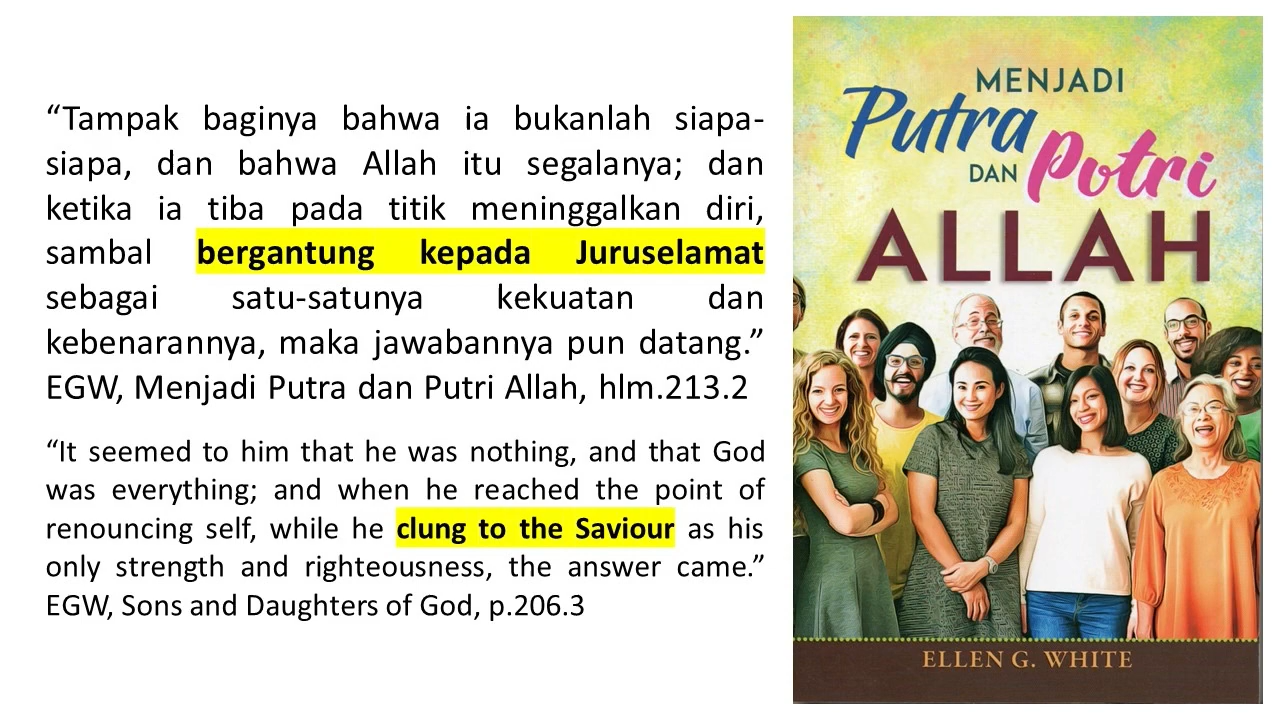 “Tampak baginya bahwa ia bukanlah siapa-
siapa, dan bahwa Allah itu segalanya; dan
ketika ia tiba pada titik meninggalkan diri,
sambal bergantung kepada Juruselamat
sebagai satu-satunya kekuatan dan
kebenarannya, maka jawabannya pun datang.”
EGW, Menjadi Putra dan Putri Allah, hlm.213.2
“It seemed to him that he was nothing, and that God
was everything; and when he reached the point of
renouncing self, while he clung to the Saviour as his
only strength and righteousness, the answer came.”
EGW, Sons and Daughters of God, p.206.3
MENJADI
Putra
DAN Potri
ALLAH
ELLEN G. WHITE